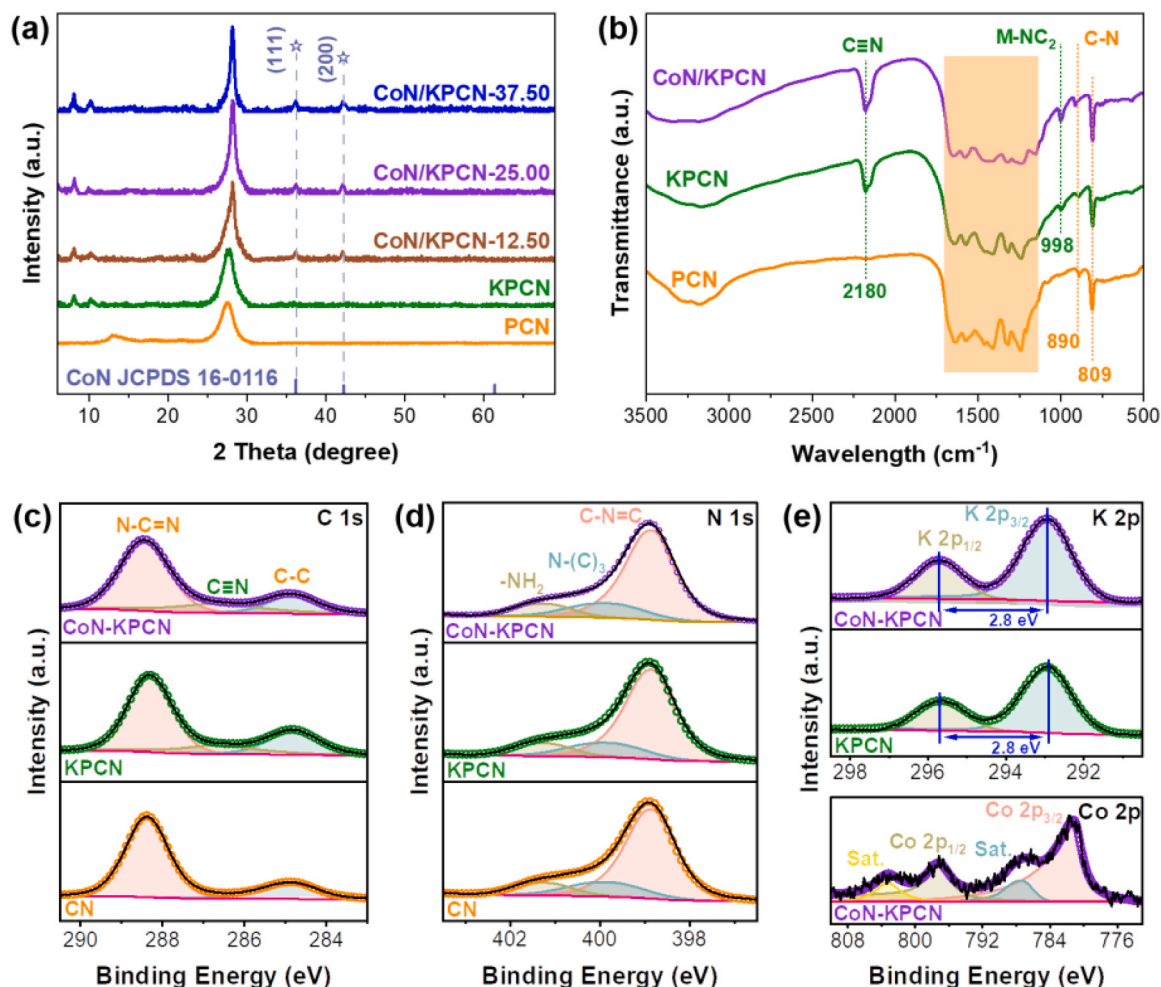 (a)
Intensity (a.u.)
(111)
☆
(200)
☆
CoN/KPCN-37.50
CoN/KPCN-25.00
CoN/KPCN-12.50
KPCN
PCN
CoN JCPDS 16-0116
10 20 30 40 50 60
2 Theta (degree)
(b)
Transmittance (a.u.)
C≡N
M-NC₂
C-N
CoN/KPCN
KPCN
998
PCN
2180
890
809
3500 3000 2500 2000 1500 1000 500
Wavelength (cm⁻¹)
(c)
Intensity (a.u.)
C 1s
N-C=N
C≡N
C-C
CoN-KPCN
KPCN
CN
290 288 286 284
Binding Energy (eV)
(d)
Intensity (a.u.)
N 1s
C-N=C
N-(C)₃
-NH₂
CoN-KPCN
KPCN
CN
402 400 398
Binding Energy (eV)
(e)
Intensity (a.u.)
K 2p
K 2p₃/₂
K 2p₁/₂
2.8 eV
CoN-KPCN
2.8 eV
KPCN
298 296 294 292
Co 2p₃/₂ Co 2p
Co 2p₁/₂
Sat.
Sat.
CoN-KPCN
808 800 792 784 776
Binding Energy (eV)